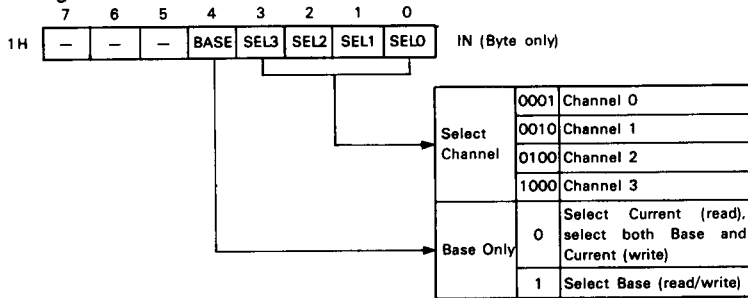 7 6 5 4 3 2 1 0
1H — — — BASE SEL3 SEL2 SEL1 SEL0 IN (Byte only)
Select Channel
0001 Channel 0
0010 Channel 1
0100 Channel 2
1000 Channel 3
Base Only
0 Select Current (read),
select both Base and
Current (write)
1 Select Base (read/write)